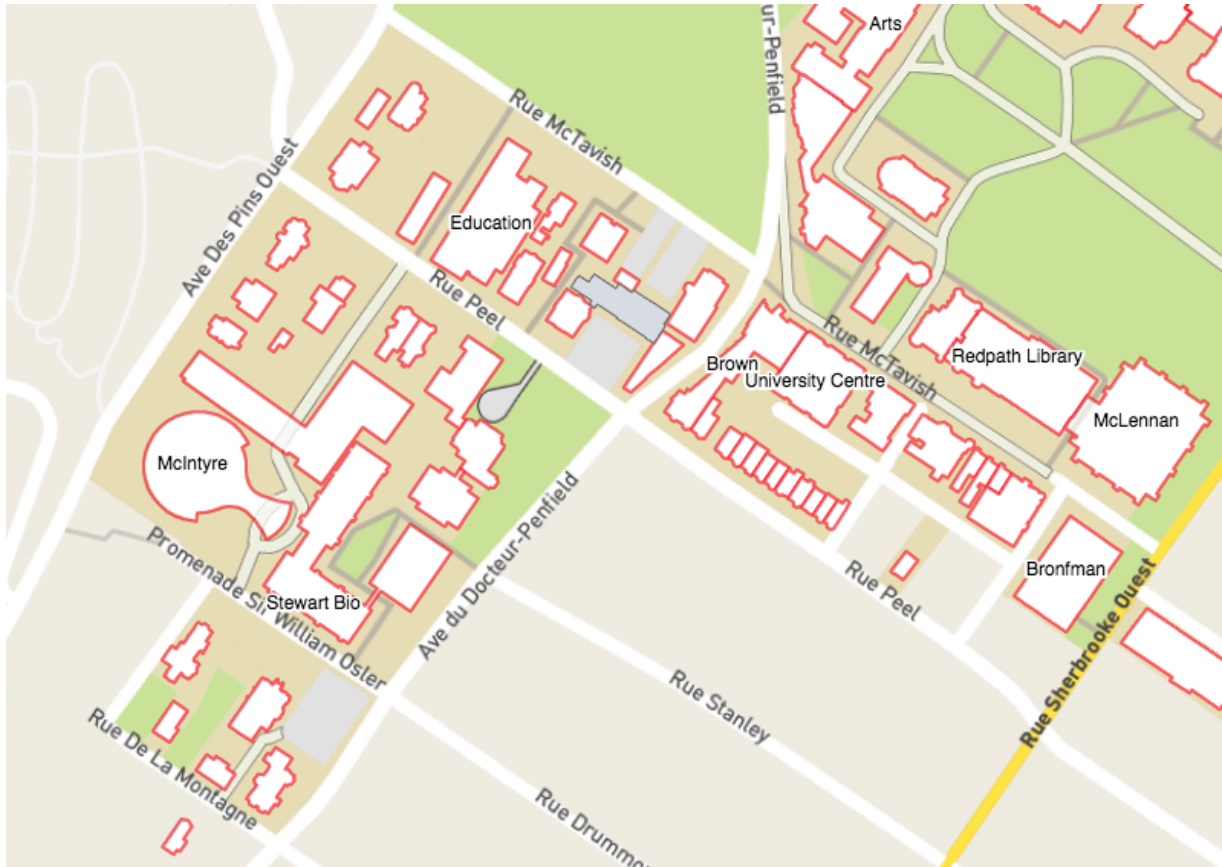 Arts
ur-Penfield
Rue McTavish
Ave Des Pins Ouest
Education
Rue Peel
Rue McTavish
Brown
University Centre
Redpath Library
McLennan
McIntyre
Promenade Sir William Osler
Stewart Bio
Ave du Docteur-Penfield
Rue Peel
Bronfman
Rue Sherbrooke Ouest
Rue Stanley
Rue De La Montagne
Rue Drummo